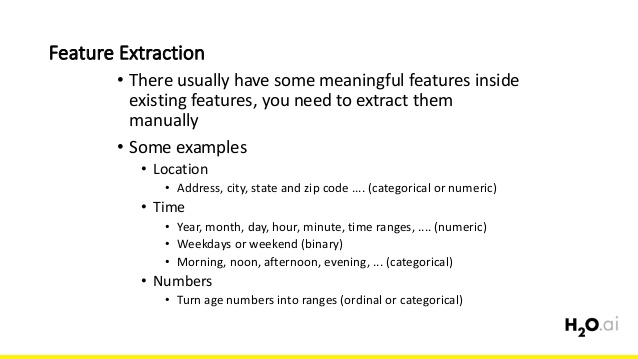 Feature Extraction
• There usually have some meaningful features inside
existing features, you need to extract them
manually
• Some examples
• Location
• Address, city, state and zip code .... (categorical or numeric)
• Time
• Year, month, day, hour, minute, time ranges, .... (numeric)
• Weekdays or weekend (binary)
• Morning, noon, afternoon, evening, ... (categorical)
• Numbers
• Turn age numbers into ranges (ordinal or categorical)
H2O.ai